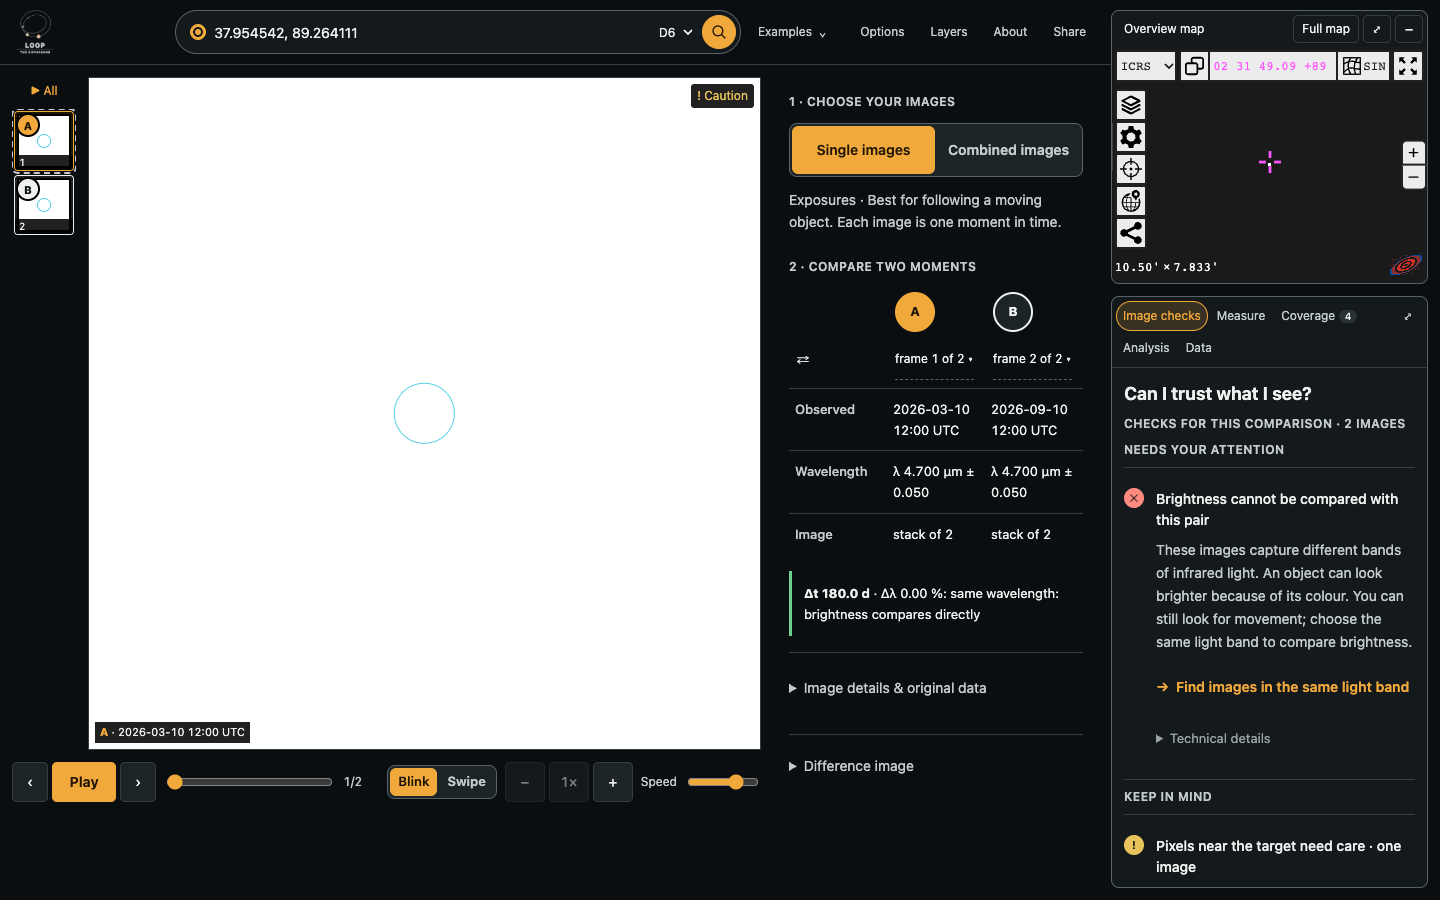 LOOP
37.954542, 89.264111
D6
Examples
Options
Layers
About
Share
All
A
1
B
2
! Caution
A · 2026-03-10 12:00 UTC
‹
Play
›
1/2
Blink
Swipe
−
1×
+
Speed
1 · CHOOSE YOUR IMAGES
Single images
Combined images
Exposures · Best for following a moving
object. Each image is one moment in time.
2 · COMPARE TWO MOMENTS
A
B
frame 1 of 2
frame 2 of 2
Observed
2026-03-10
12:00 UTC
2026-09-10
12:00 UTC
Wavelength
λ 4.700 µm ±
0.050
λ 4.700 µm ±
0.050
Image
stack of 2
stack of 2
Δt 180.0 d · Δλ 0.00 %: same wavelength:
brightness compares directly
Image details & original data
Difference image
Overview map
Full map
ICRS
02 31 49.09 +89
SIN
+
−
10.50' × 7.833'
Image checks
Measure
Coverage 4
Analysis
Data
Can I trust what I see?
CHECKS FOR THIS COMPARISON · 2 IMAGES
NEEDS YOUR ATTENTION
Brightness cannot be compared with
this pair
These images capture different bands
of infrared light. An object can look
brighter because of its colour. You can
still look for movement; choose the
same light band to compare brightness.
→ Find images in the same light band
Technical details
KEEP IN MIND
! Pixels near the target need care · one
image